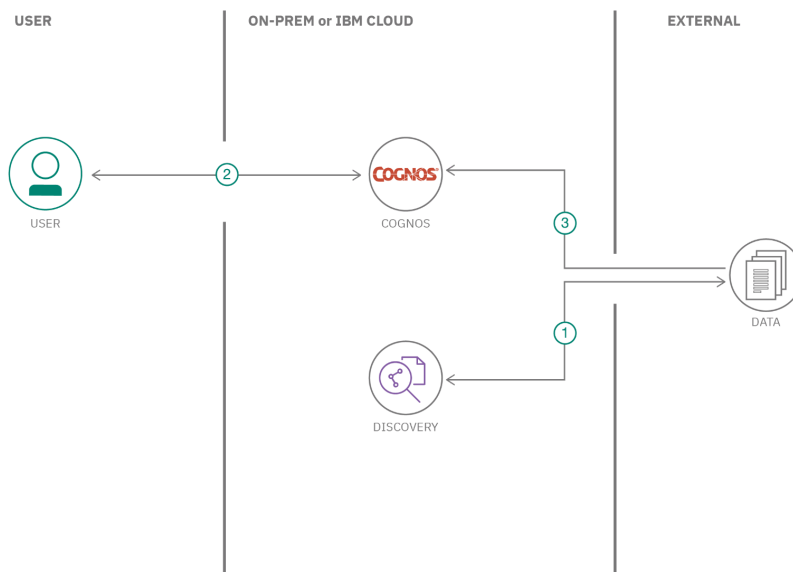 USER
ON-PREM or IBM CLOUD
EXTERNAL
2
COGNOS
USER
COGNOS
3
DATA
1
DISCOVERY